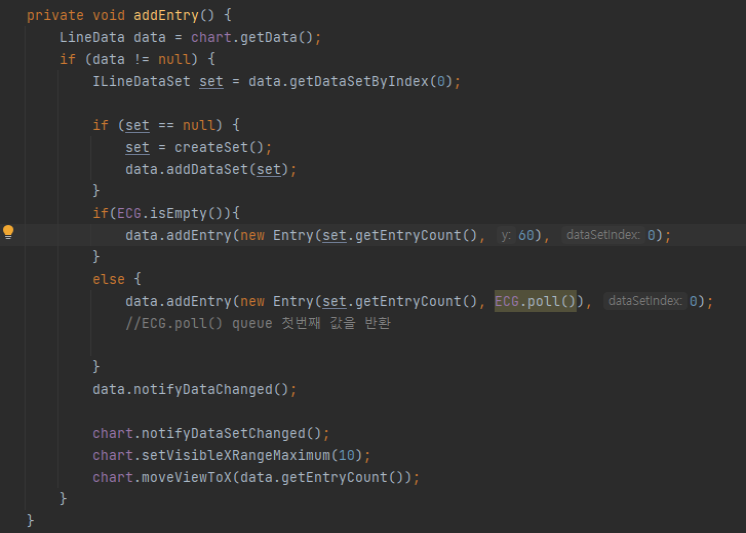 private void addEntry() {
LineData data = chart.getData();
if (data != null) {
ILineDataSet set = data.getDataSetByIndex(0);
if (set == null) {
set = createSet();
data.addDataSet(set);
}
if(ECG.isEmpty()){
data.addEntry(new Entry(set.getEntryCount(), y: 60), dataSetIndex: 0);
}
else {
data.addEntry(new Entry(set.getEntryCount(), ECG.poll()), dataSetIndex: 0);
//ECG.poll() queue 첫번째 값을 반환
}
data.notifyDataChanged();
chart.notifyDataSetChanged();
chart.setVisibleXRangeMaximum(10);
chart.moveViewToX(data.getEntryCount());
}
}